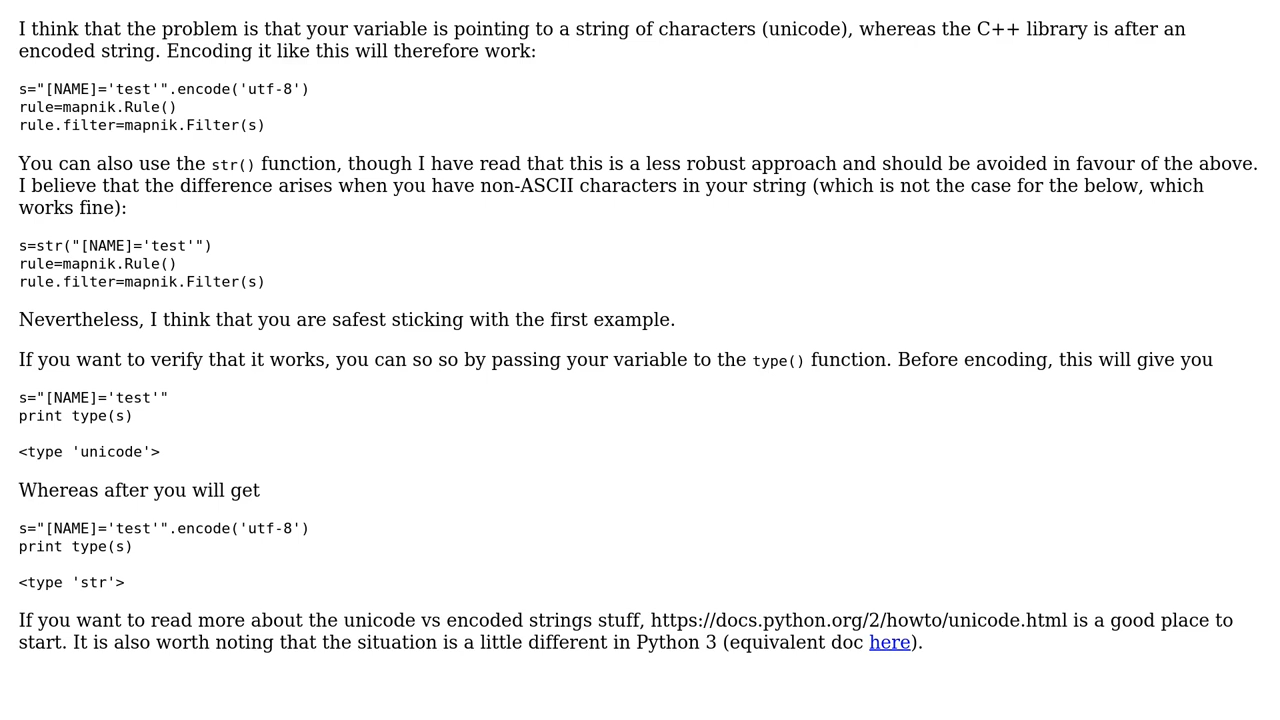 I think that the problem is that your variable is pointing to a string of characters (unicode), whereas the C++ library is after an
encoded string. Encoding it like this will therefore work:
s="[NAME]='test'".encode('utf-8')
rule=mapnik.Rule()
rule.filter=mapnik.Filter(s)
You can also use the str() function, though I have read that this is a less robust approach and should be avoided in favour of the above.
I believe that the difference arises when you have non-ASCII characters in your string (which is not the case for the below, which
works fine):
s=str("[NAME]='test'")
rule=mapnik.Rule()
rule.filter=mapnik.Filter(s)
Nevertheless, I think that you are safest sticking with the first example.
If you want to verify that it works, you can so so by passing your variable to the type() function. Before encoding, this will give you
s="[NAME]='test'"
print type(s)
<type 'unicode'>
Whereas after you will get
s="[NAME]='test'".encode('utf-8')
print type(s)
<type 'str'>
If you want to read more about the unicode vs encoded strings stuff, https://docs.python.org/2/howto/unicode.html is a good place to
start. It is also worth noting that the situation is a little different in Python 3 (equivalent doc here).